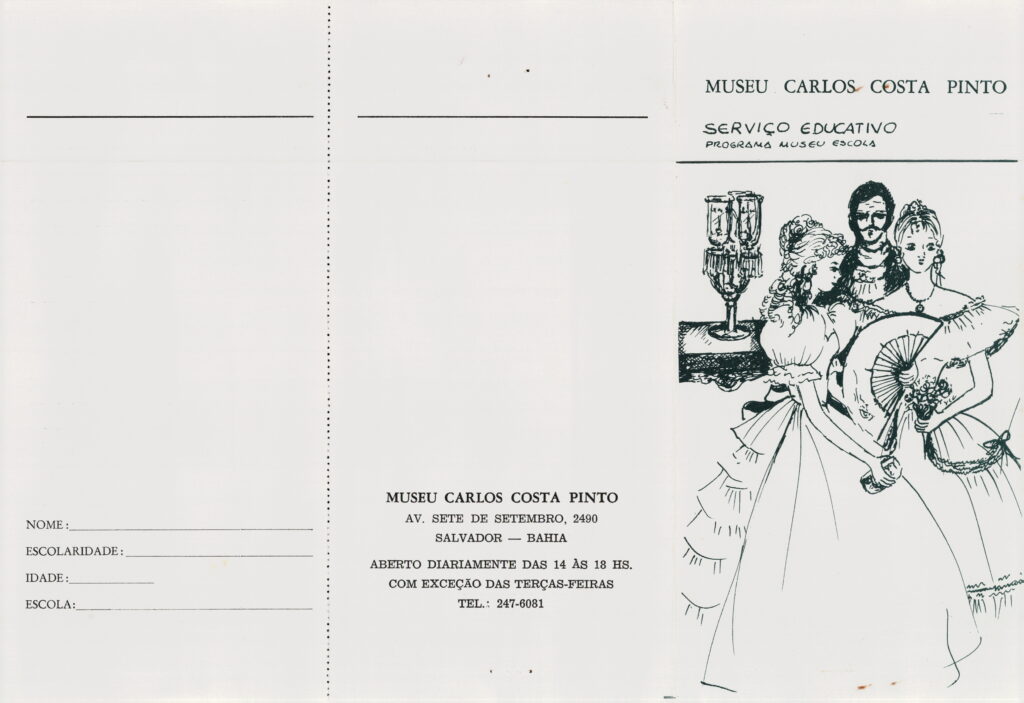 NOME:
ESCOLARIDADE:
IDADE:
ESCOLA:
MUSEU CARLOS COSTA PINTO
AV. SETE DE SETEMBRO, 2490
SALVADOR — BAHIA
ABERTO DIARIAMENTE DAS 14 ÀS 18 HS.
COM EXCEÇÃO DAS TERÇAS-FEIRAS
TEL.: 247-6081
MUSEU CARLOS COSTA PINTO
SERVIÇO EDUCATIVO
PROGRAMA MUSEU ESCOLA